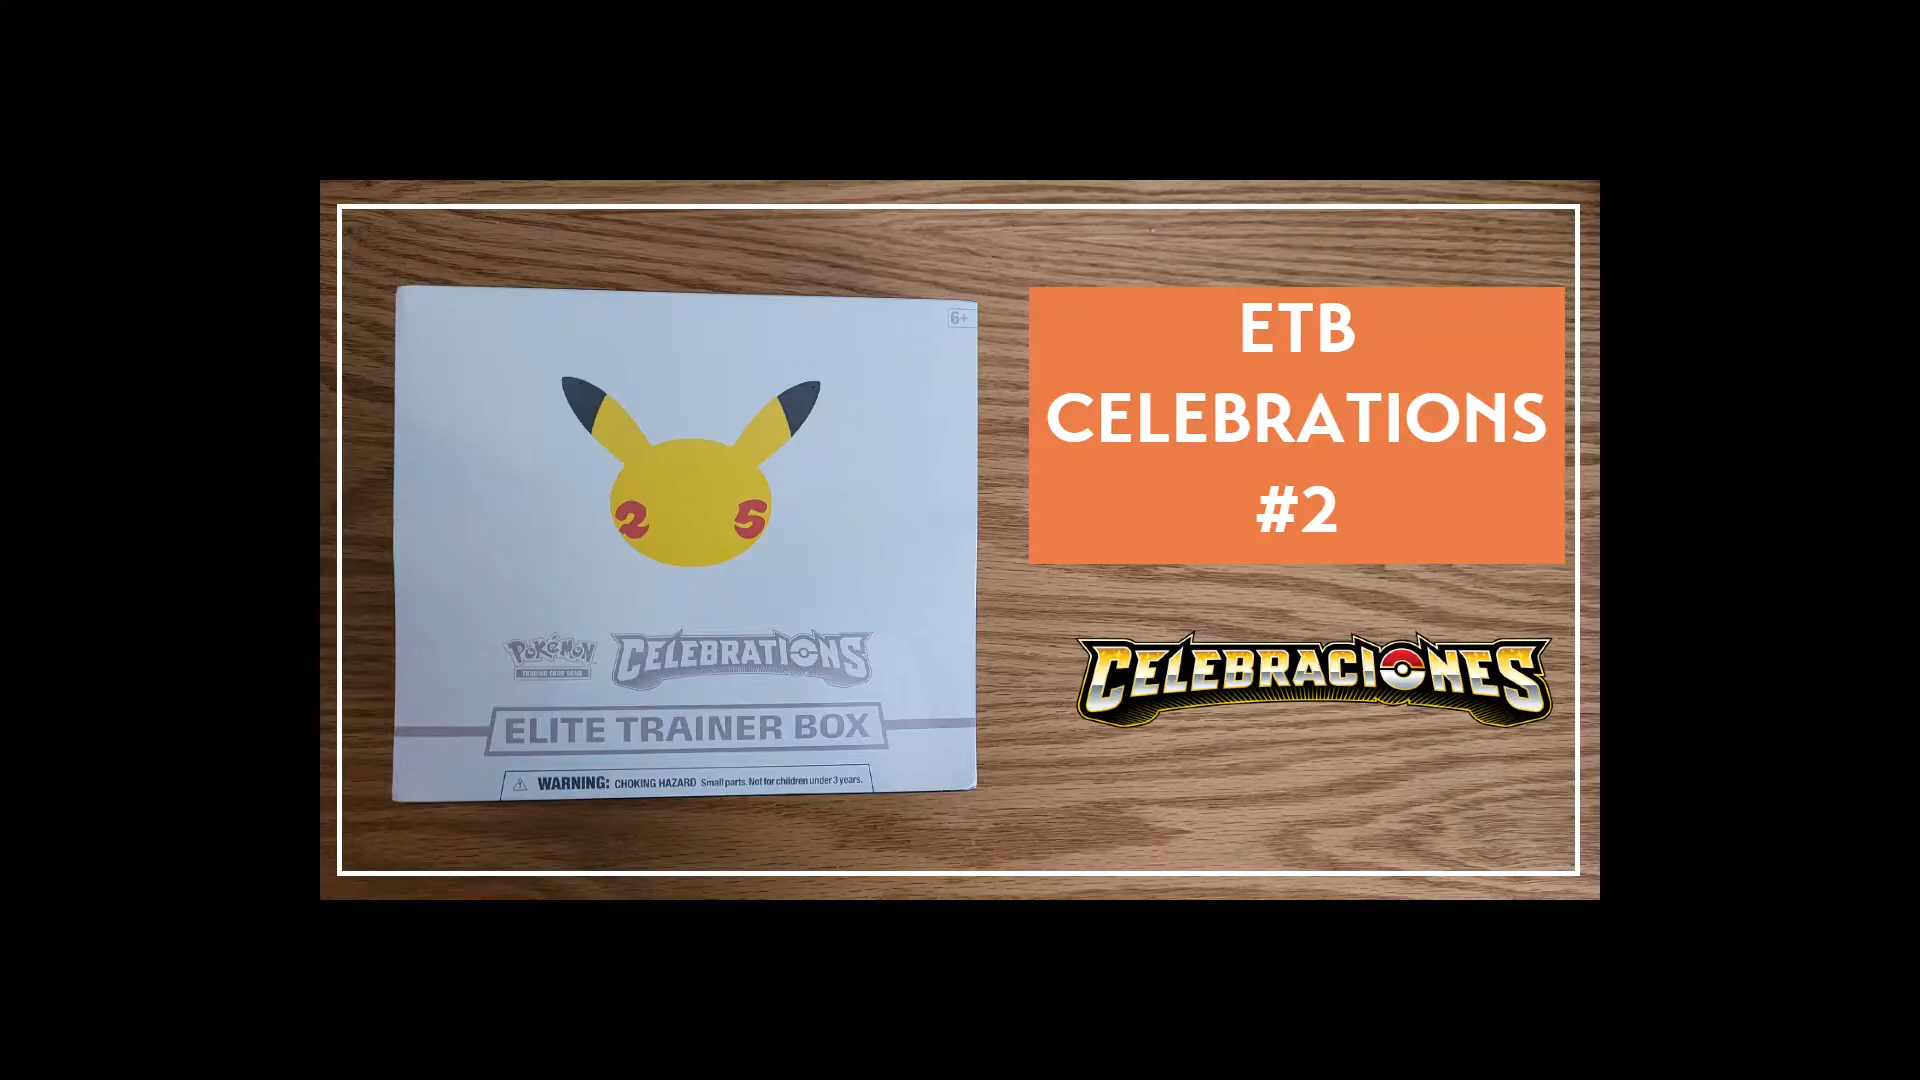 6+
2 5
Pokémon
TRADING CARD GAME
CELEBRATIONS
ELITE TRAINER BOX
WARNING: CHOKING HAZARD Small parts. Not for children under 3 years.
ETB
CELEBRATIONS
#2
CELEBRACIONES